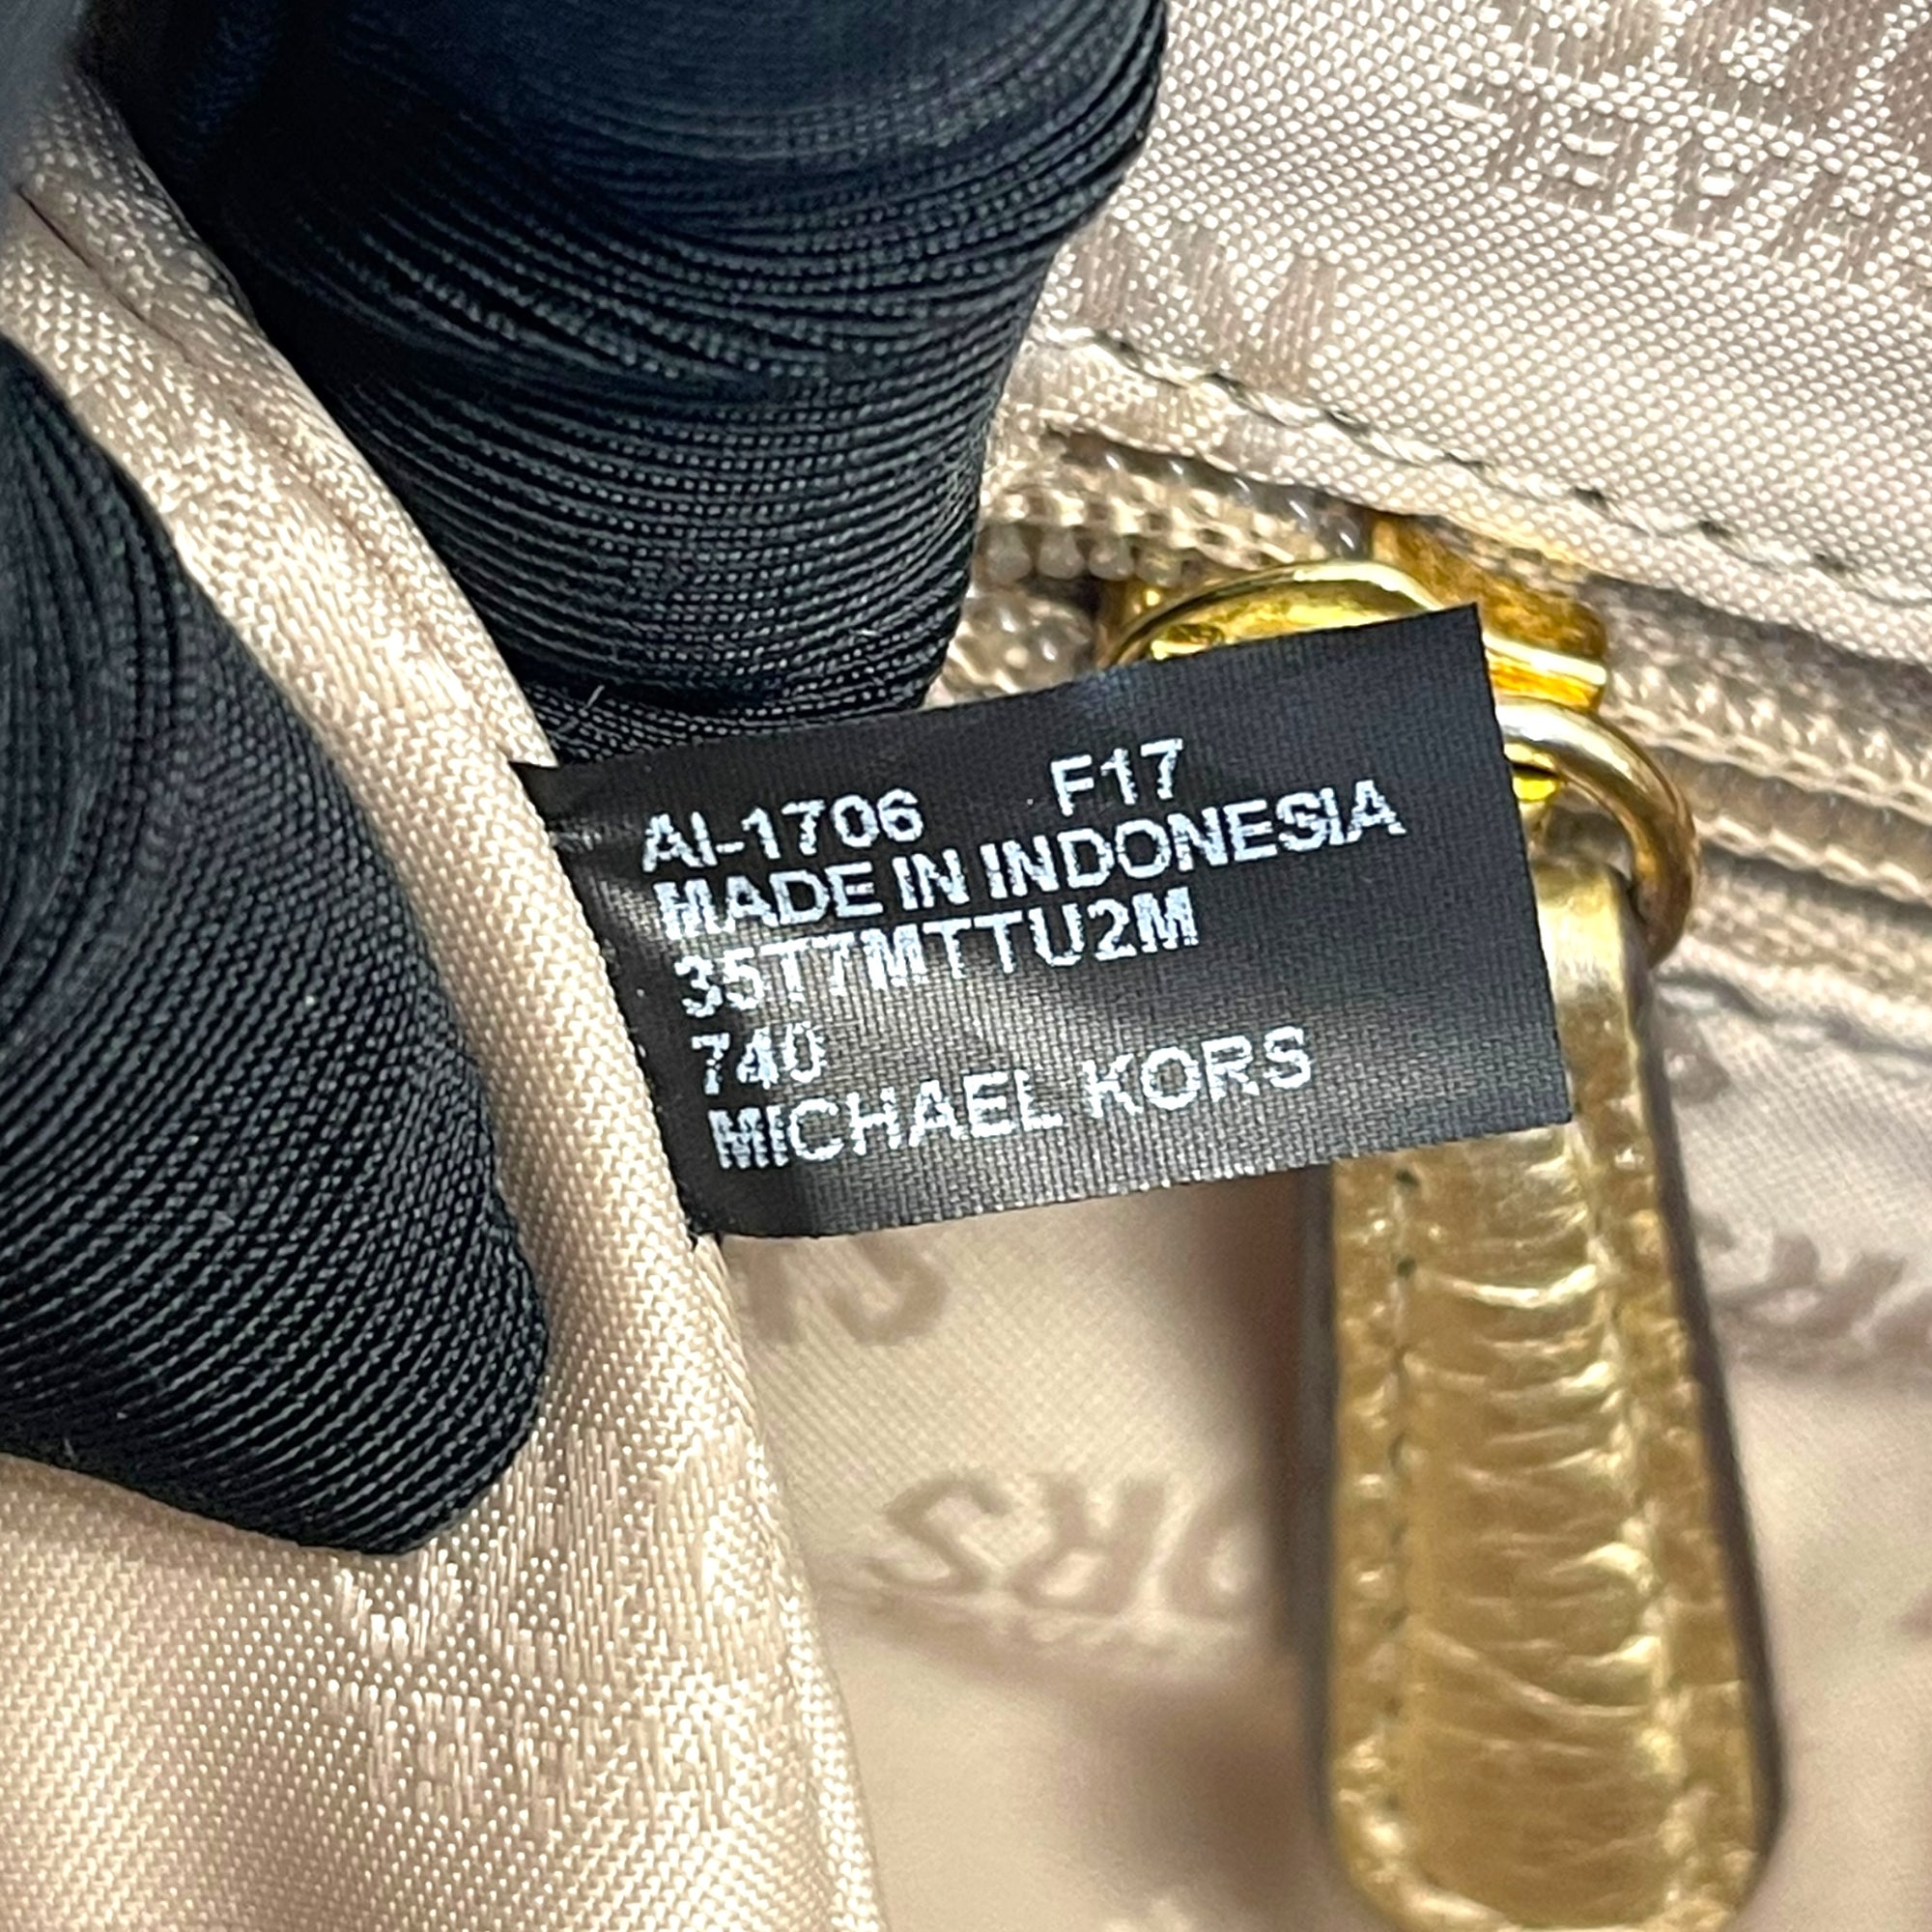 AI-1706 F17
MADE IN INDONESIA
35T7MTTU2M
740
MICHAEL KORS